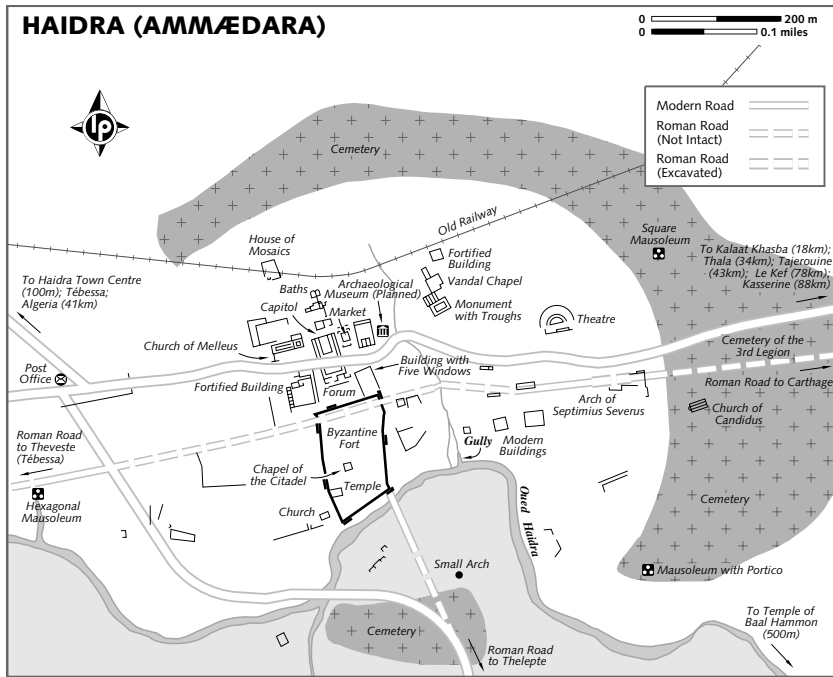 HAIDRA (AMMÆDARA)
0 200 m
0 0.1 miles
Modern Road
Roman Road
(Not Intact)
Roman Road
(Excavated)
lp
Cemetery
Old Railway
Square
Mausoleum
To Kalaat Khasba (18km);
Thala (34km); Tajerouine
(43km); Le Kef (78km);
Kasserine (88km)
House of
Mosaics
Fortified
Building
To Haidra Town Centre
(100m); Tébessa;
Algeria (41km)
Baths
Archaeological
Museum (Planned)
Vandal Chapel
Capitol
Market
Monument
with Troughs
Theatre
Church of Melleus
Cemetery of the
3rd Legion
Post
Office
Building with
Five Windows
Fortified Building
Forum
Roman Road to Carthage
Arch of
Septimius Severus
Church of
Candidus
Roman Road
to Theveste
(Tébessa)
Byzantine
Fort
Gully
Modern
Buildings
Chapel of
the Citadel
Temple
Hexagonal
Mausoleum
Church
Oued Haidra
Cemetery
Small Arch
Mausoleum with Portico
To Temple of
Baal Hammon
(500m)
Cemetery
Roman Road
to Thelepte